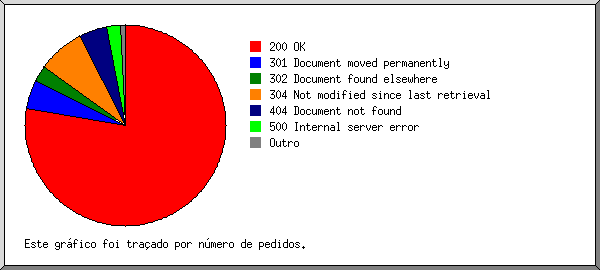 200 OK
301 Document moved permanently
302 Document found elsewhere
304 Not modified since last retrieval
404 Document not found
500 Internal server error
Outro
Este gráfico foi traçado por número de pedidos.